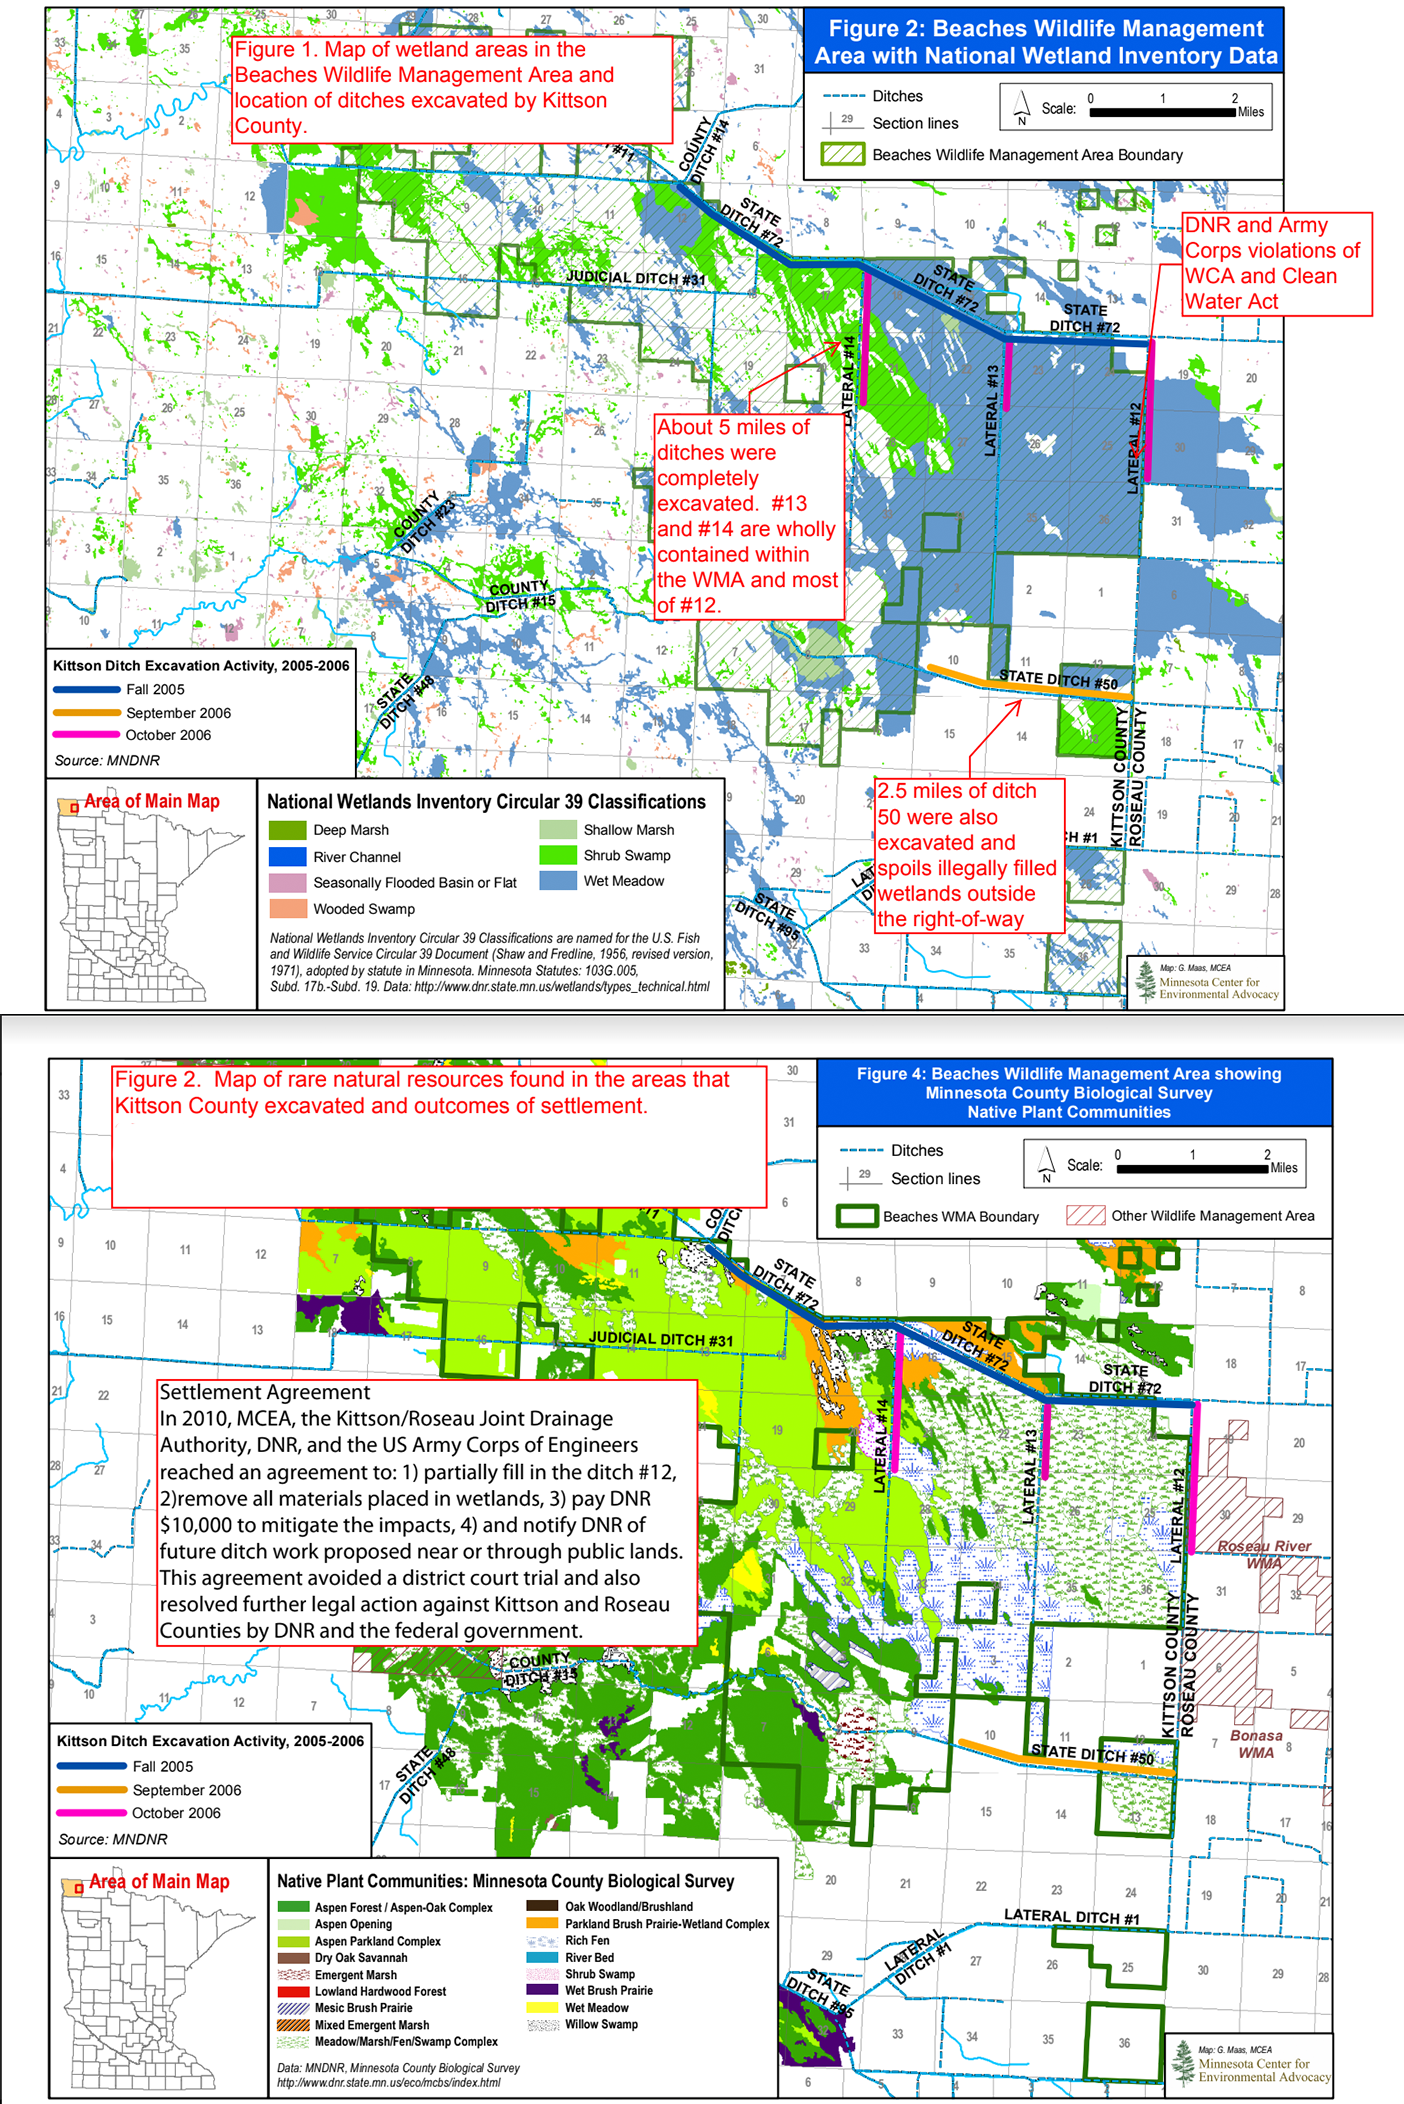 Figure 1. Map of wetland areas in the
Beaches Wildlife Management Area and
location of ditches excavated by Kittson
County.
Figure 2: Beaches Wildlife Management
Area with National Wetland Inventory Data
Ditches
29
Section lines
Beaches Wildlife Management Area Boundary
N
Scale:
0 1 2
Miles
COUNTY
DITCH #14
STATE
DITCH #72
JUDICIAL DITCH #31
STATE
DITCH #72
STATE
DITCH #72
DNR and Army
Corps violations of
WCA and Clean
Water Act
LATERAL #14
LATERAL #13
LATERAL #12
About 5 miles of
ditches were
completely
excavated. #13
and #14 are wholly
contained within
the WMA and most
of #12.
COUNTY
DITCH #23
COUNTY
DITCH #15
STATE
DITCH #48
STATE DITCH #50
KITTSON COUNTY
ROSEAU COUNTY
2.5 miles of ditch
50 were also
excavated and
spoils illegally filled
wetlands outside
the right-of-way
STATE
DITCH #95
Kittson Ditch Excavation Activity, 2005-2006
Fall 2005
September 2006
October 2006
Source: MNDNR
Area of Main Map
National Wetlands Inventory Circular 39 Classifications
Deep Marsh
River Channel
Seasonally Flooded Basin or Flat
Wooded Swamp
Shallow Marsh
Shrub Swamp
Wet Meadow
National Wetlands Inventory Circular 39 Classifications are named for the U.S. Fish
and Wildlife Service Circular 39 Document (Shaw and Fredline, 1956, revised version,
1971), adopted by statute in Minnesota. Minnesota Statutes: 103G.005,
Subd. 17b.-Subd. 19. Data: http://www.dnr.state.mn.us/wetlands/types_technical.html
Map: G. Maas, MCEA
Minnesota Center for
Environmental Advocacy
Figure 2. Map of rare natural resources found in the areas that
Kittson County excavated and outcomes of settlement.
Figure 4: Beaches Wildlife Management Area showing
Minnesota County Biological Survey
Native Plant Communities
Ditches
29
Section lines
N
Scale:
0 1 2
Miles
Beaches WMA Boundary
Other Wildlife Management Area
STATE
DITCH #72
JUDICIAL DITCH #31
STATE
DITCH #72
STATE
DITCH #72
Settlement Agreement
In 2010, MCEA, the Kittson/Roseau Joint Drainage
Authority, DNR, and the US Army Corps of Engineers
reached an agreement to: 1) partially fill in the ditch #12,
2)remove all materials placed in wetlands, 3) pay DNR
$10,000 to mitigate the impacts, 4) and notify DNR of
future ditch work proposed near or through public lands.
This agreement avoided a district court trial and also
resolved further legal action against Kittson and Roseau
Counties by DNR and the federal government.
LATERAL #14
LATERAL #13
LATERAL #12
Roseau River
WMA
KITTSON COUNTY
ROSEAU COUNTY
Bonasa
WMA
COUNTY
DITCH #15
STATE
DITCH #48
STATE DITCH #50
LATERAL DITCH #1
LATERAL
DITCH #1
STATE
DITCH #95
Kittson Ditch Excavation Activity, 2005-2006
Fall 2005
September 2006
October 2006
Source: MNDNR
Area of Main Map
Native Plant Communities: Minnesota County Biological Survey
Aspen Forest / Aspen-Oak Complex
Aspen Opening
Aspen Parkland Complex
Dry Oak Savannah
Emergent Marsh
Lowland Hardwood Forest
Mesic Brush Prairie
Mixed Emergent Marsh
Meadow/Marsh/Fen/Swamp Complex
Oak Woodland/Brushland
Parkland Brush Prairie-Wetland Complex
Rich Fen
River Bed
Shrub Swamp
Wet Brush Prairie
Wet Meadow
Willow Swamp
Data: MNDNR, Minnesota County Biological Survey
http://www.dnr.state.mn.us/eco/mcbs/index.html
Map: G. Maas, MCEA
Minnesota Center for
Environmental Advocacy